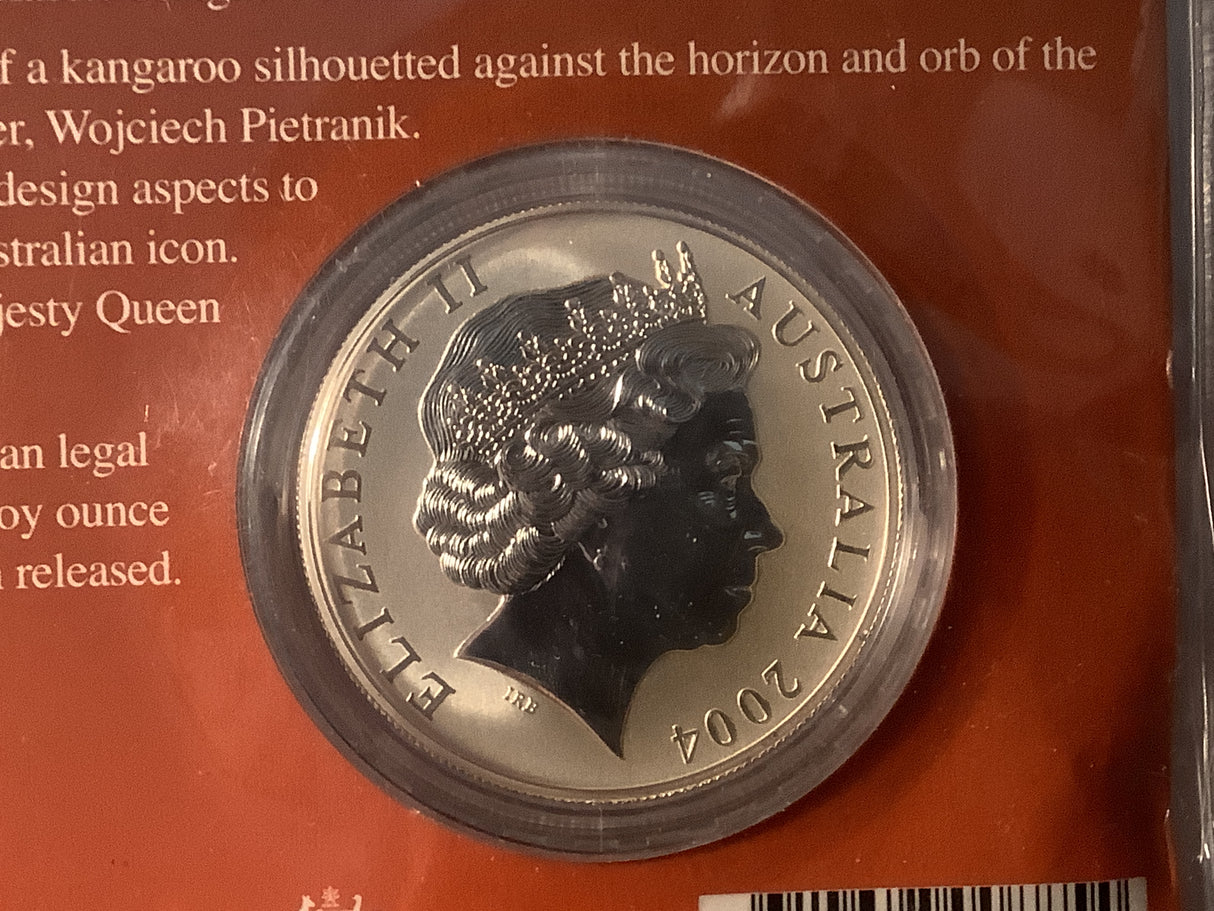 f a kangaroo silhouetted against the horizon and orb of the
er, Wojciech Pietranik.
design aspects to
stralian icon.
jesty Queen
an legal
oy ounce
released.
ELIZABETH II
AUSTRALIA 2004
IRB